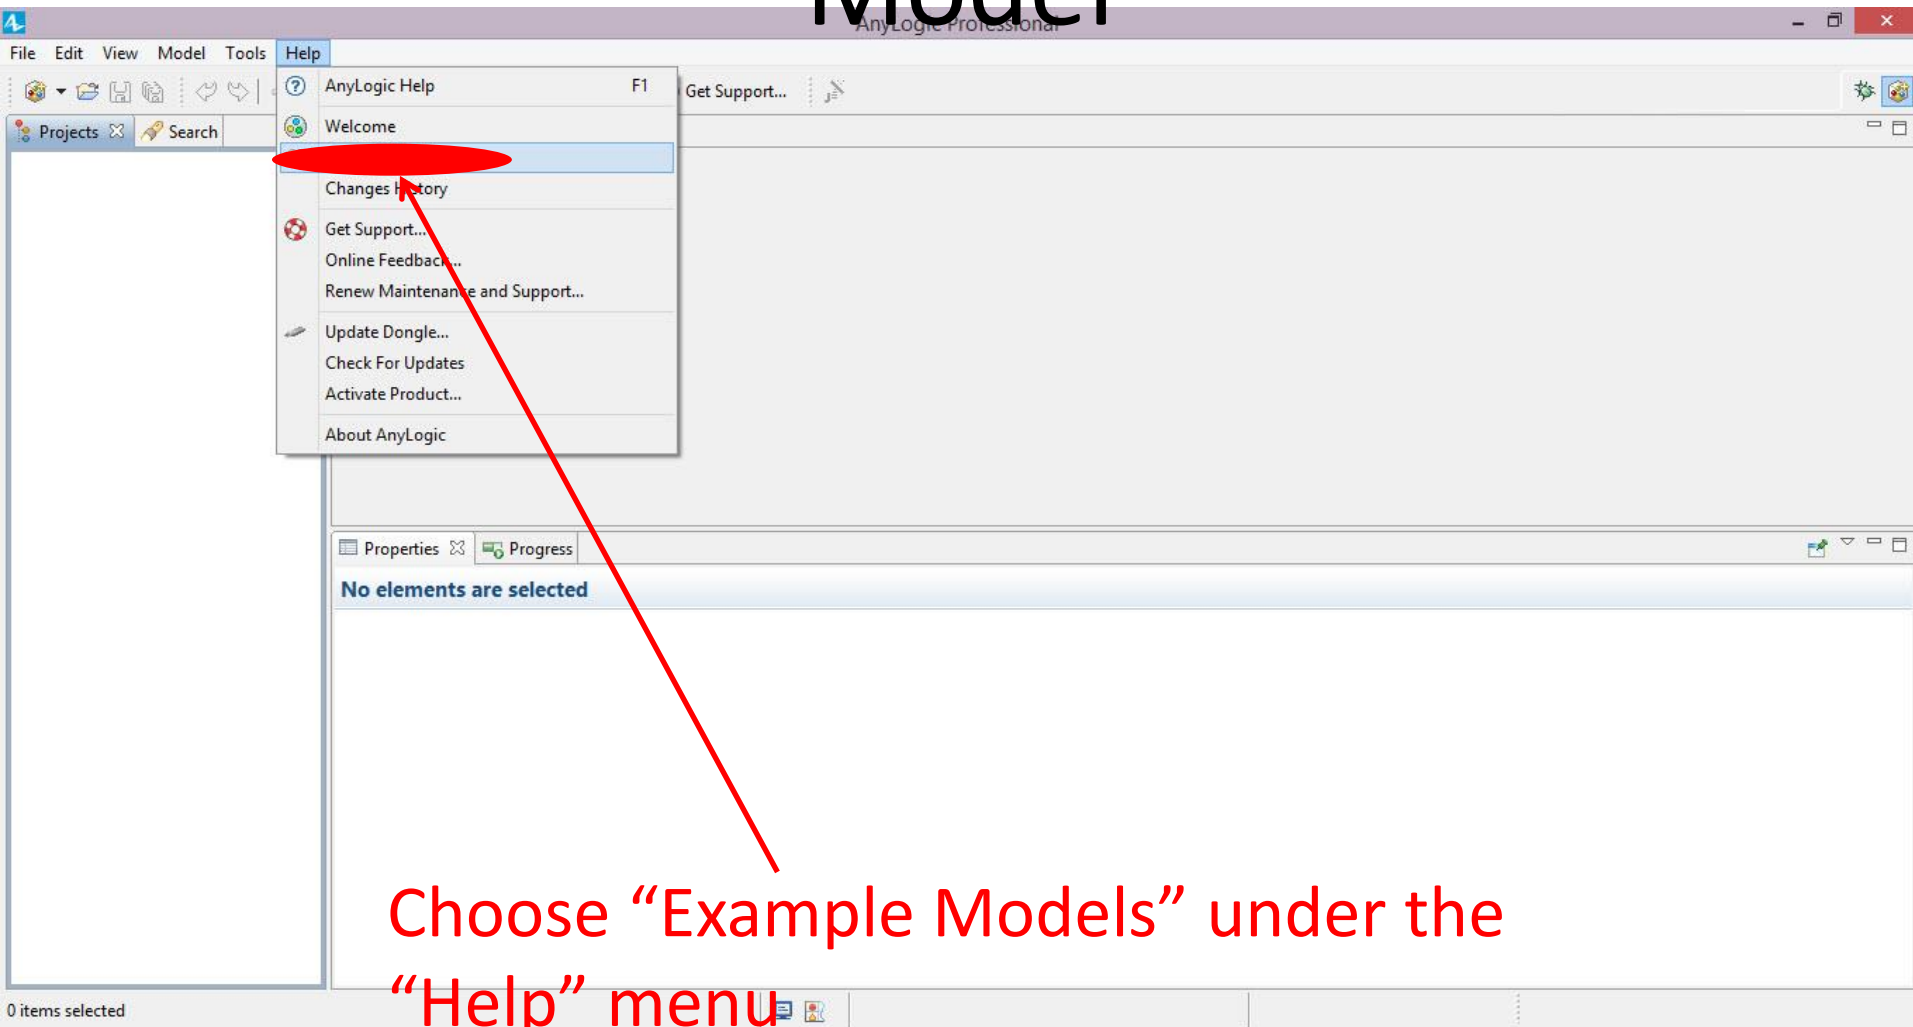 Model
AnyLogic Professional
File Edit View Model Tools Help
AnyLogic Help F1
Get Support...
Projects Search
Welcome
Changes History
Get Support...
Online Feedback...
Renew Maintenance and Support...
Update Dongle...
Check For Updates
Activate Product...
About AnyLogic
Properties Progress
No elements are selected
Choose “Example Models” under the
“Help” menu
0 items selected